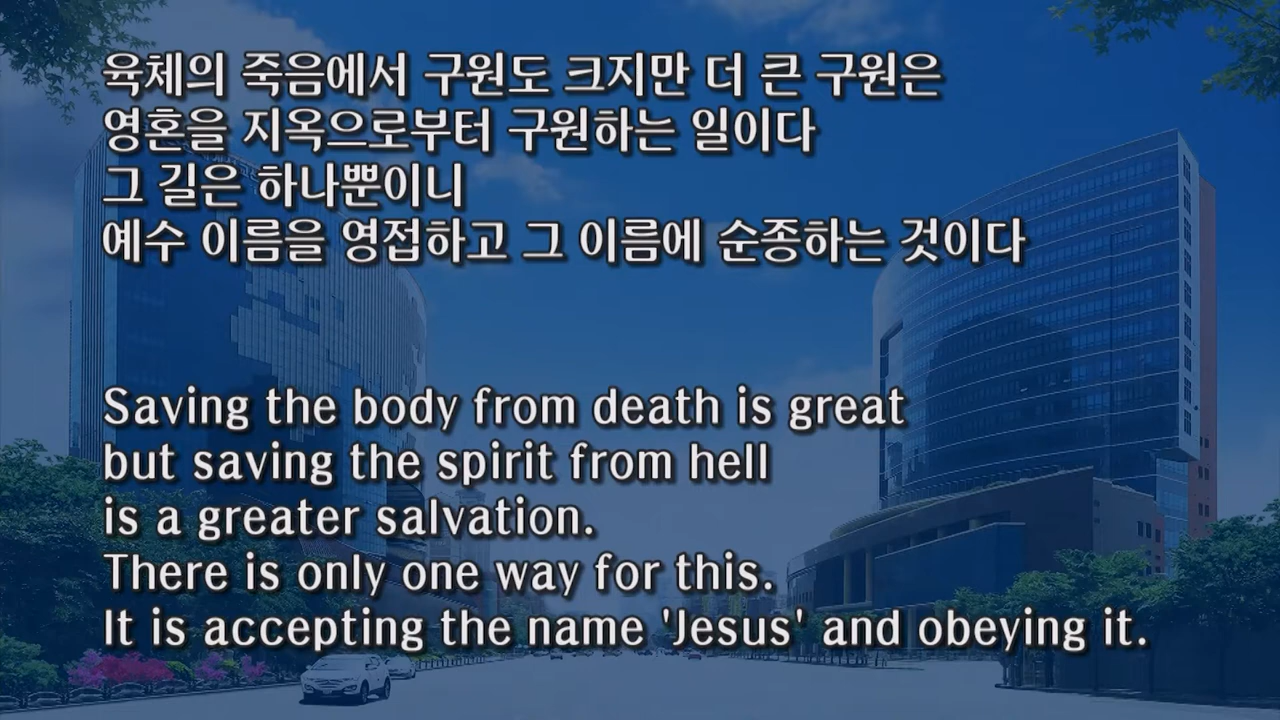 육체의 죽음에서 구원도 크지만 더 큰 구원은
영혼을 지옥으로부터 구원하는 일이다
그 길은 하나뿐이니
예수 이름을 영접하고 그 이름에 순종하는 것이다
Saving the body from death is great
but saving the spirit from hell
is a greater salvation.
There is only one way for this.
It is accepting the name 'Jesus' and obeying it.